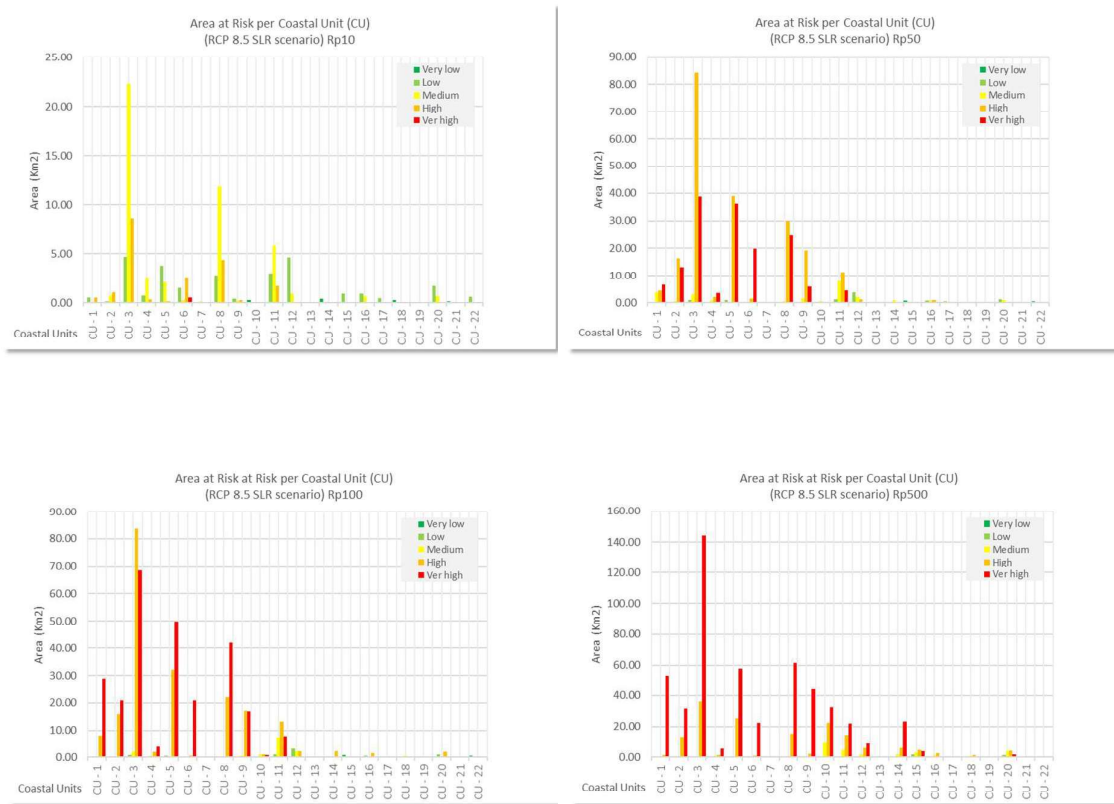 Area at Risk per Coastal Unit (CU)
(RCP 8.5 SLR scenario) Rp10
25.00
20.00
15.00
10.00
5.00
0.00
Area (Km2)
Very low
Low
Medium
High
Ver high
CU - 1
CU - 2
CU - 3
CU - 4
CU - 5
CU - 6
CU - 7
CU - 8
CU - 9
CU - 10
CU - 11
CU - 12
CU - 13
CU - 14
CU - 15
CU - 16
CU - 17
CU - 18
CU - 19
CU - 20
CU - 21
CU - 22
Coastal Units
Area at Risk per Coastal Unit (CU)
(RCP 8.5 SLR scenario) Rp50
90.00
80.00
70.00
60.00
50.00
40.00
30.00
20.00
10.00
0.00
Area (Km2)
Very low
Low
Medium
High
Ver high
CU - 1
CU - 2
CU - 3
CU - 4
CU - 5
CU - 6
CU - 7
CU - 8
CU - 9
CU - 10
CU - 11
CU - 12
CU - 13
CU - 14
CU - 15
CU - 16
CU - 17
CU - 18
CU - 19
CU - 20
CU - 21
CU - 22
Coastal Units
Area at Risk at Risk per Coastal Unit (CU)
(RCP 8.5 SLR scenario) Rp100
90.00
80.00
70.00
60.00
50.00
40.00
30.00
20.00
10.00
0.00
Area (Km2)
Very low
Low
Medium
High
Ver high
CU - 1
CU - 2
CU - 3
CU - 4
CU - 5
CU - 6
CU - 7
CU - 8
CU - 9
CU - 10
CU - 11
CU - 12
CU - 13
CU - 14
CU - 15
CU - 16
CU - 17
CU - 18
CU - 19
CU - 20
CU - 21
CU - 22
Coastal Units
Area at Risk at Risk per Coastal Unit (CU)
(RCP 8.5 SLR scenario) Rp500
160.00
140.00
120.00
100.00
80.00
60.00
40.00
20.00
0.00
Area (Km2)
Very low
Low
Medium
High
Ver high
CU - 1
CU - 2
CU - 3
CU - 4
CU - 5
CU - 6
CU - 7
CU - 8
CU - 9
CU - 10
CU - 11
CU - 12
CU - 13
CU - 14
CU - 15
CU - 16
CU - 17
CU - 18
CU - 19
CU - 20
CU - 21
CU - 22
Coastal Units